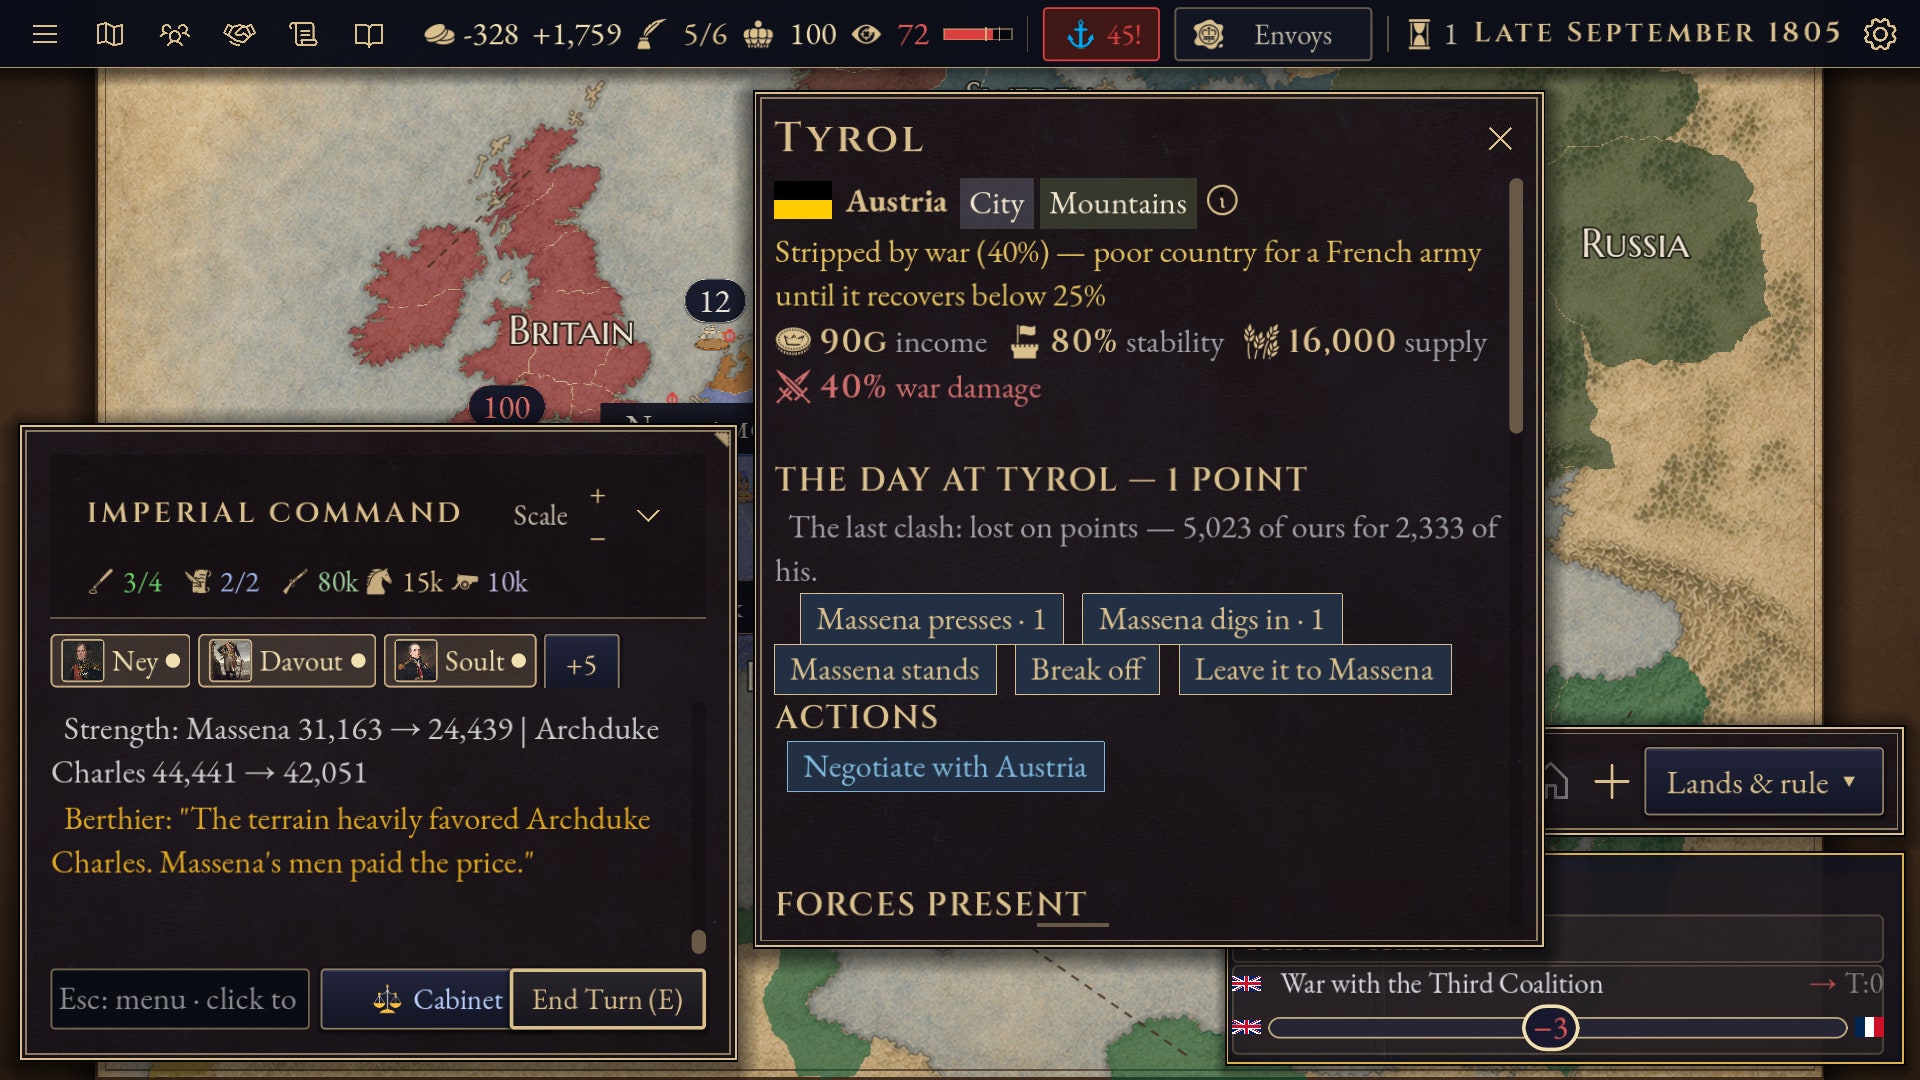 -328 +1,759 5/6 100 72 45! Envoys 1 Late September 1805
Russia
12
Britain
100
Tyrol
Austria City Mountains
Stripped by war (40%) — poor country for a French army
until it recovers below 25%
90G income 80% stability 16,000 supply
40% war damage
THE DAY AT TYROL — 1 POINT
The last clash: lost on points — 5,023 of ours for 2,333 of
his.
Massena presses · 1 Massena digs in · 1
Massena stands Break off Leave it to Massena
ACTIONS
Negotiate with Austria
FORCES PRESENT
IMPERIAL COMMAND Scale + −
3/4 2/2 80k 15k 10k
Ney Davout Soult +5
Strength: Massena 31,163 → 24,439 | Archduke
Charles 44,441 → 42,051
Berthier: "The terrain heavily favored Archduke
Charles. Massena's men paid the price."
Esc: menu · click to Cabinet End Turn (E)
Lands & rule ▼
War with the Third Coalition → T:0
−3